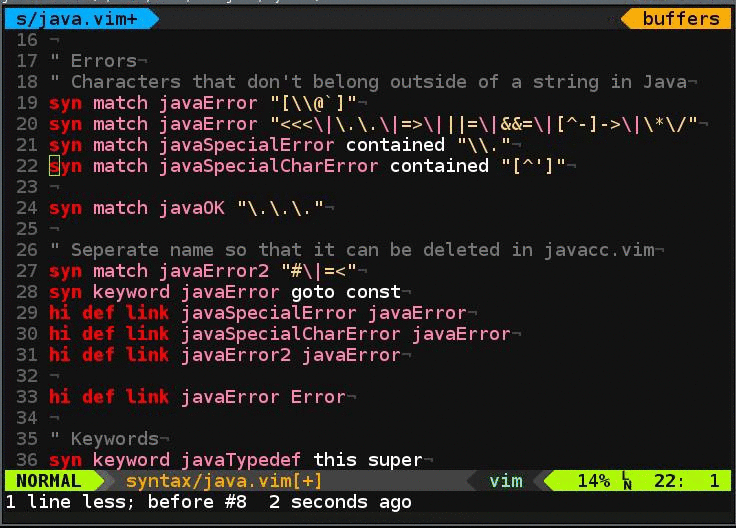 s/java.vim+ buffers
16 ¬
17 " Errors¬
18 " Characters that don't belong outside of a string in Java¬
19 syn match javaError "[\\@`]"¬
20 syn match javaError "<<<\|\.\.\|=>\|||=\|&&=\|[^-]->\|\*\/"¬
21 syn match javaSpecialError contained "\\."¬
22 syn match javaSpecialCharError contained "[^']"¬
23 ¬
24 syn match javaOK "\.\.\."¬
25 ¬
26 " Seperate name so that it can be deleted in javacc.vim¬
27 syn match javaError2 "#\|=<"¬
28 syn keyword javaError goto const¬
29 hi def link javaSpecialError javaError¬
30 hi def link javaSpecialCharError javaError¬
31 hi def link javaError2 javaError¬
32 ¬
33 hi def link javaError Error¬
34 ¬
35 " Keywords¬
36 syn keyword javaTypedef this super¬
NORMAL syntax/java.vim[+] vim 14% LN 22: 1
1 line less; before #8 2 seconds ago